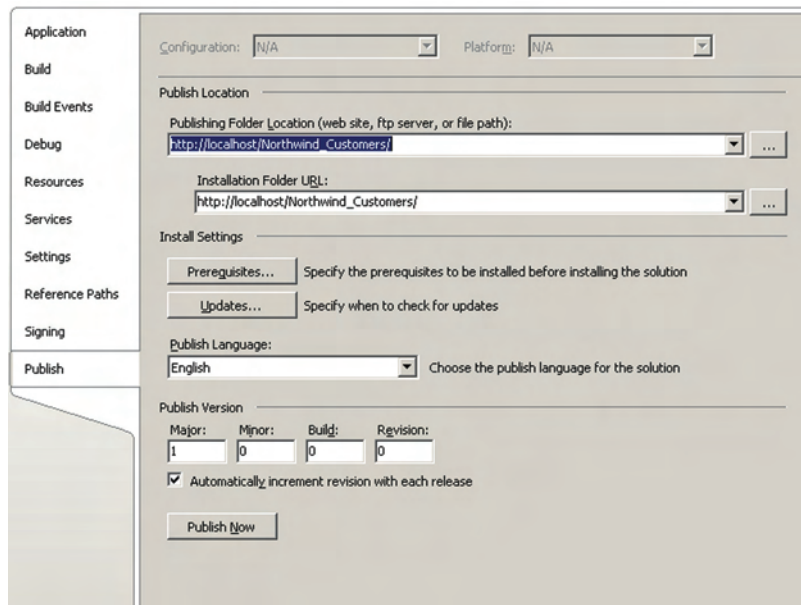 Application
Build
Build Events
Debug
Resources
Services
Settings
Reference Paths
Signing
Publish
Configuration: N/A Platform: N/A
Publish Location
Publishing Folder Location (web site, ftp server, or file path):
http://localhost/Northwind_Customers/ ...
Installation Folder URL:
http://localhost/Northwind_Customers/ ...
Install Settings
Prerequisites... Specify the prerequisites to be installed before installing the solution
Updates... Specify when to check for updates
Publish Language:
English Choose the publish language for the solution
Publish Version
Major: Minor: Build: Revision:
1 0 0 0
Automatically increment revision with each release
Publish Now